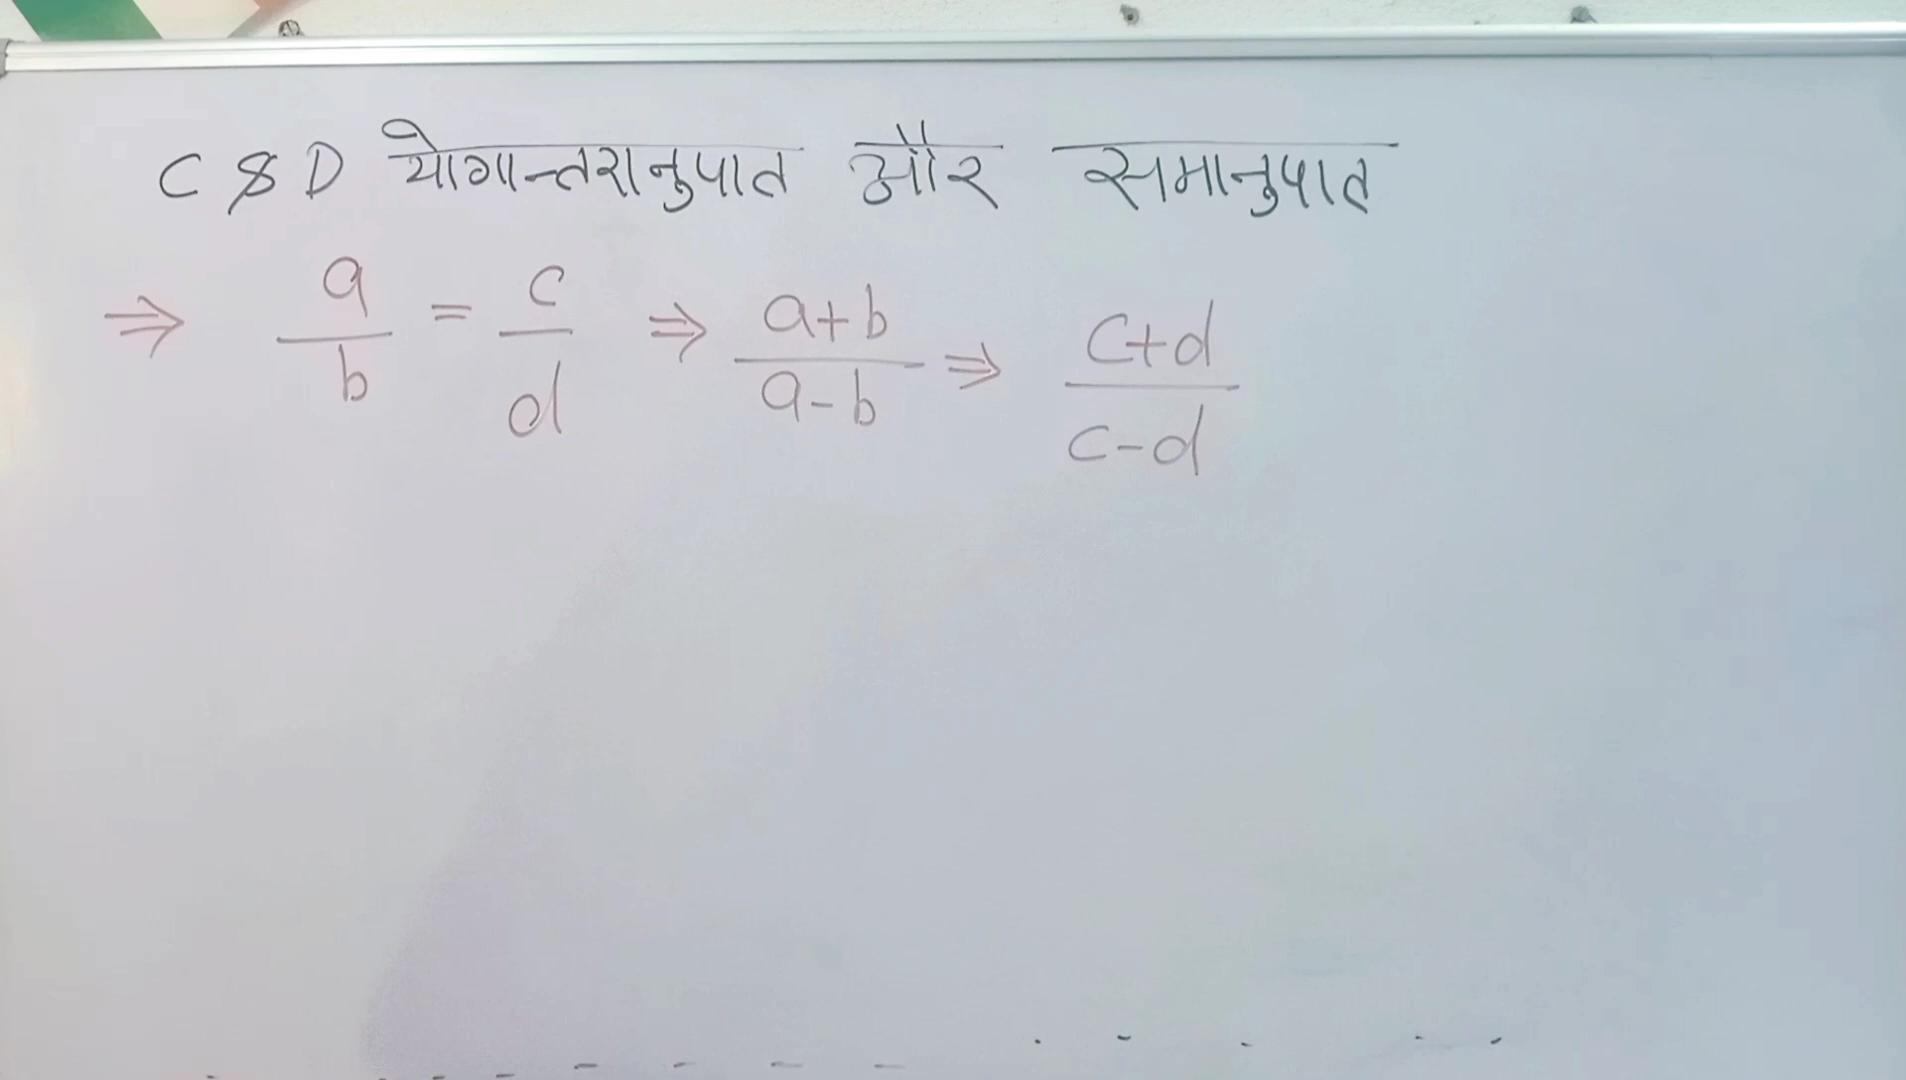 C & D योगान्तरानुपात और समानुपात
⇒ a/b = c/d ⇒ a+b/a-b ⇒ c+d/c-d